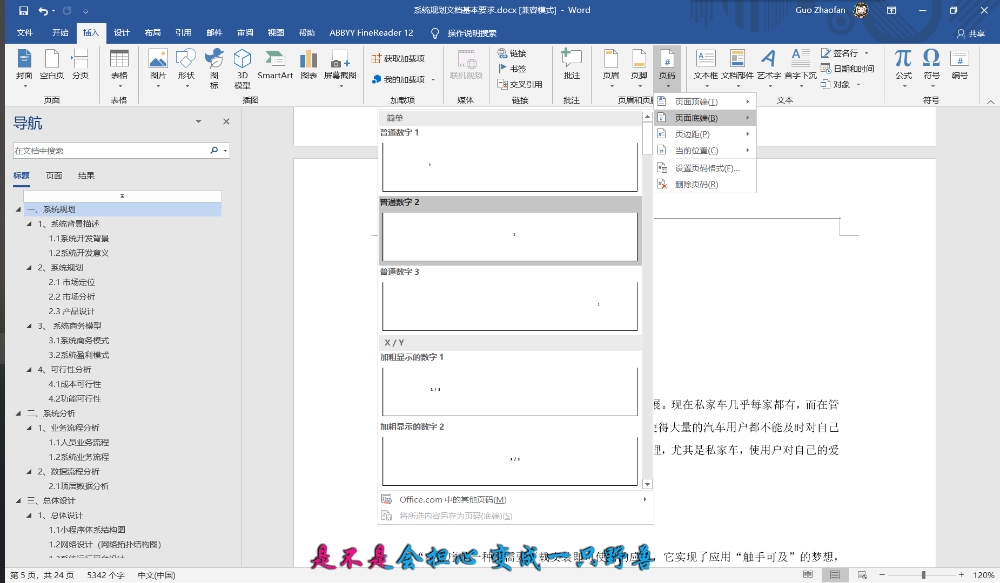 系统规划文档基本要求.docx [兼容模式] - Word
Guo Zhaofan
文件 开始 插入 设计 布局 引用 邮件 审阅 视图 帮助 ABBYY FineReader 12 操作说明搜索 共享
封面 空白页 分页 表格 图片 形状 图标 3D模型 SmartArt 图表 屏幕截图
获取加载项
我的加载项
联机视频
链接
书签
交叉引用
批注 页眉 页脚 页码 文本框 文档部件 艺术字 首字下沉
签名行
日期和时间
对象
公式 符号 编号
页面 表格 插图 加载项 媒体 链接 批注 页眉和页 文本 符号
导航
在文档中搜索
标题 页面 结果
一、系统规划
1、系统背景描述
1.1系统开发背景
1.2系统开发意义
2、系统规划
2.1 市场定位
2.2 市场分析
2.3 产品设计
3、 系统商务模型
3.1系统商务模式
3.2系统盈利模式
4、可行性分析
4.1成本可行性
4.2功能可行性
二、系统分析
1、业务流程分析
1.1人员业务流程
1.2系统业务流程
2、数据流程分析
2.1顶层数据分析
三、总体设计
1、总体设计
1.1小程序体系结构图
1.2网络设计（网络拓扑结构图）
1.3系统运行平台设计
页面顶端(T)
页面底端(B)
页边距(P)
当前位置(C)
设置页码格式(F)...
删除页码(R)
简单
普通数字 1
1
普通数字 2
1
普通数字 3
1
X / Y
加粗显示的数字 1
1 / 1
加粗显示的数字 2
1 / 1
Office.com 中的其他页码(M)
将所选内容另存为页码(底端)(S)
展。现在私家车几乎每家都有，而在管
使得大量的汽车用户都不能及时对自己
理，尤其是私家车，使用户对自己的爱
序是一种 需要 载安装即可使 的应 ，它实现了应用“触手可及”的梦想，
是不是会担心变成一只野兽
第 5 页，共 24 页 5342 个字 中文(中国) 120%